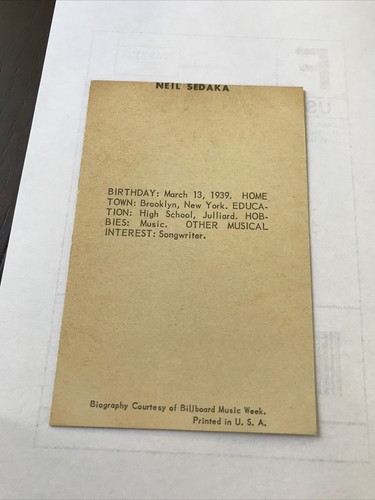 NEIL SEDAKA
BIRTHDAY: March 13, 1939. HOME
TOWN: Brooklyn, New York. EDUCA-
TION: High School, Julliard. HOB-
BIES: Music. OTHER MUSICAL
INTEREST: Songwriter.
Biography Courtesy of Billboard Music Week.
Printed in U. S. A.